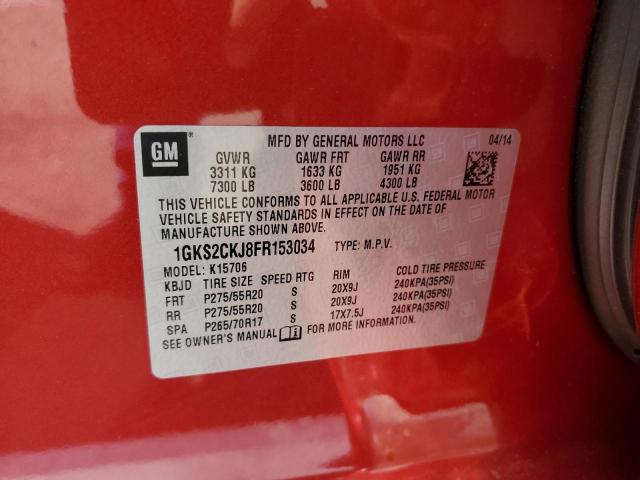 GM ®
MFD BY GENERAL MOTORS LLC 04/14
GVWR GAWR FRT GAWR RR
3311 KG 1633 KG 1951 KG
7300 LB 3600 LB 4300 LB
THIS VEHICLE CONFORMS TO ALL APPLICABLE U.S. FEDERAL MOTOR
VEHICLE SAFETY STANDARDS IN EFFECT ON THE DATE OF
MANUFACTURE SHOWN ABOVE.
1GKS2CKJ8FR153034 TYPE: M.P.V.
MODEL: K15706
KBJD TIRE SIZE SPEED RTG RIM COLD TIRE PRESSURE
FRT P275/55R20 S 20X9J 240KPA(35PSI)
RR P275/55R20 S 20X9J 240KPA(35PSI)
SPA P265/70R17 S 17X7.5J 240KPA(35PSI)
SEE OWNER'S MANUAL i FOR MORE INFORMATION.